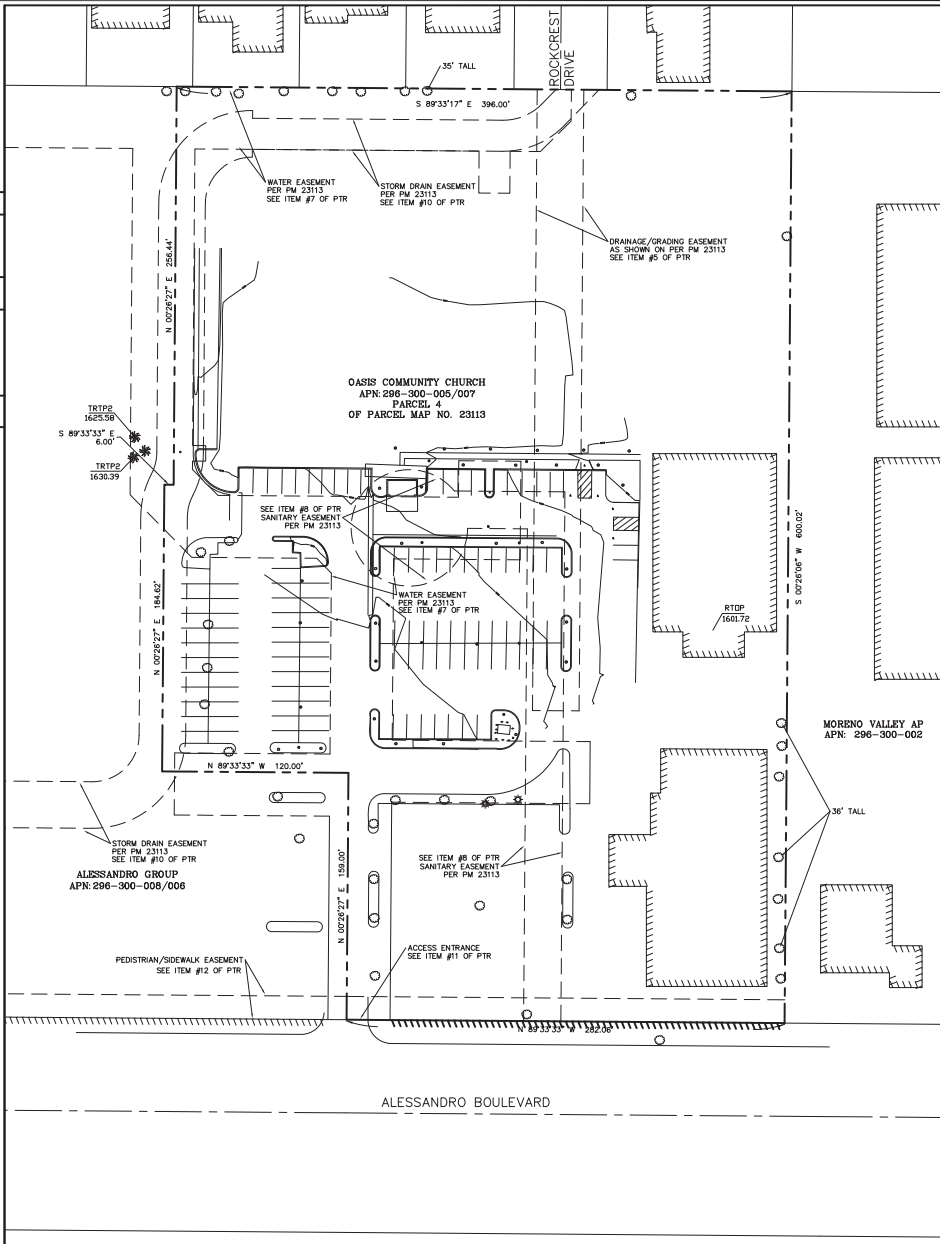 ROCKCREST
DRIVE
35' TALL
S 89°33'17" E 396.00'
WATER EASEMENT
PER PM 23113
SEE ITEM #7 OF PTR
STORM DRAIN EASEMENT
PER PM 23113
SEE ITEM #10 OF PTR
DRAINAGE/GRADING EASEMENT
AS SHOWN ON PER PM 23113
SEE ITEM #5 OF PTR
N 00°26'27" E 256.44'
OASIS COMMUNITY CHURCH
APN: 296-300-005/007
PARCEL 4
OF PARCEL MAP NO. 23113
TRTP2
1625.58
S 89°33'33" E
6.00'
TRTP2
1630.39
SEE ITEM #8 OF PTR
SANITARY EASEMENT
PER PM 23113
S 00°26'06" W 600.02'
WATER EASEMENT
PER PM 23113
SEE ITEM #7 OF PTR
N 00°26'27" E 184.62'
RTOP
1601.72
MORENO VALLEY AP
APN: 296-300-002
N 89°33'33" W 120.00'
36' TALL
STORM DRAIN EASEMENT
PER PM 23113
SEE ITEM #10 OF PTR
ALESSANDRO GROUP
APN: 296-300-008/006
SEE ITEM #8 OF PTR
SANITARY EASEMENT
PER PM 23113
N 00°26'27" E 159.00'
PEDISTRIAN/SIDEWALK EASEMENT
SEE ITEM #12 OF PTR
ACCESS ENTRANCE
SEE ITEM #11 OF PTR
N 89°33'33" W 282.06'
ALESSANDRO BOULEVARD